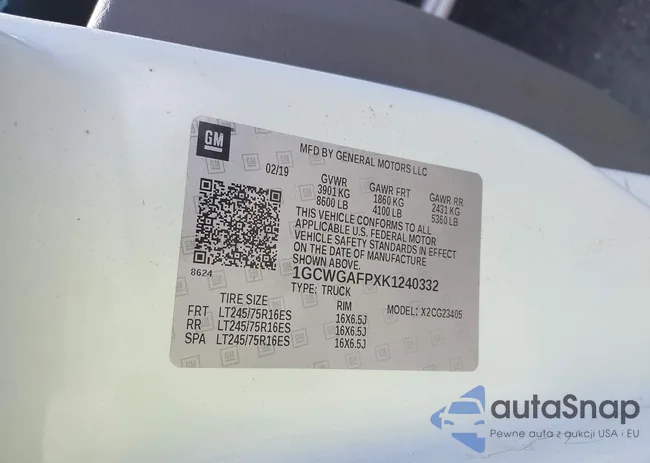 GM
MFD BY GENERAL MOTORS LLC
02/19
GVWR GAWR FRT GAWR RR
3901 KG 1860 KG 2431 KG
8600 LB 4100 LB 5360 LB
THIS VEHICLE CONFORMS TO ALL
APPLICABLE U.S. FEDERAL MOTOR
VEHICLE SAFETY STANDARDS IN EFFECT
ON THE DATE OF MANUFACTURE
SHOWN ABOVE.
8624
1GCWGAFPXK1240332
TYPE: TRUCK MODEL: X2CG23405
TIRE SIZE RIM
FRT LT245/75R16ES 16X6.5J
RR LT245/75R16ES 16X6.5J
SPA LT245/75R16ES 16X6.5J
autaSnap
Pewne auta z aukcji USA i EU